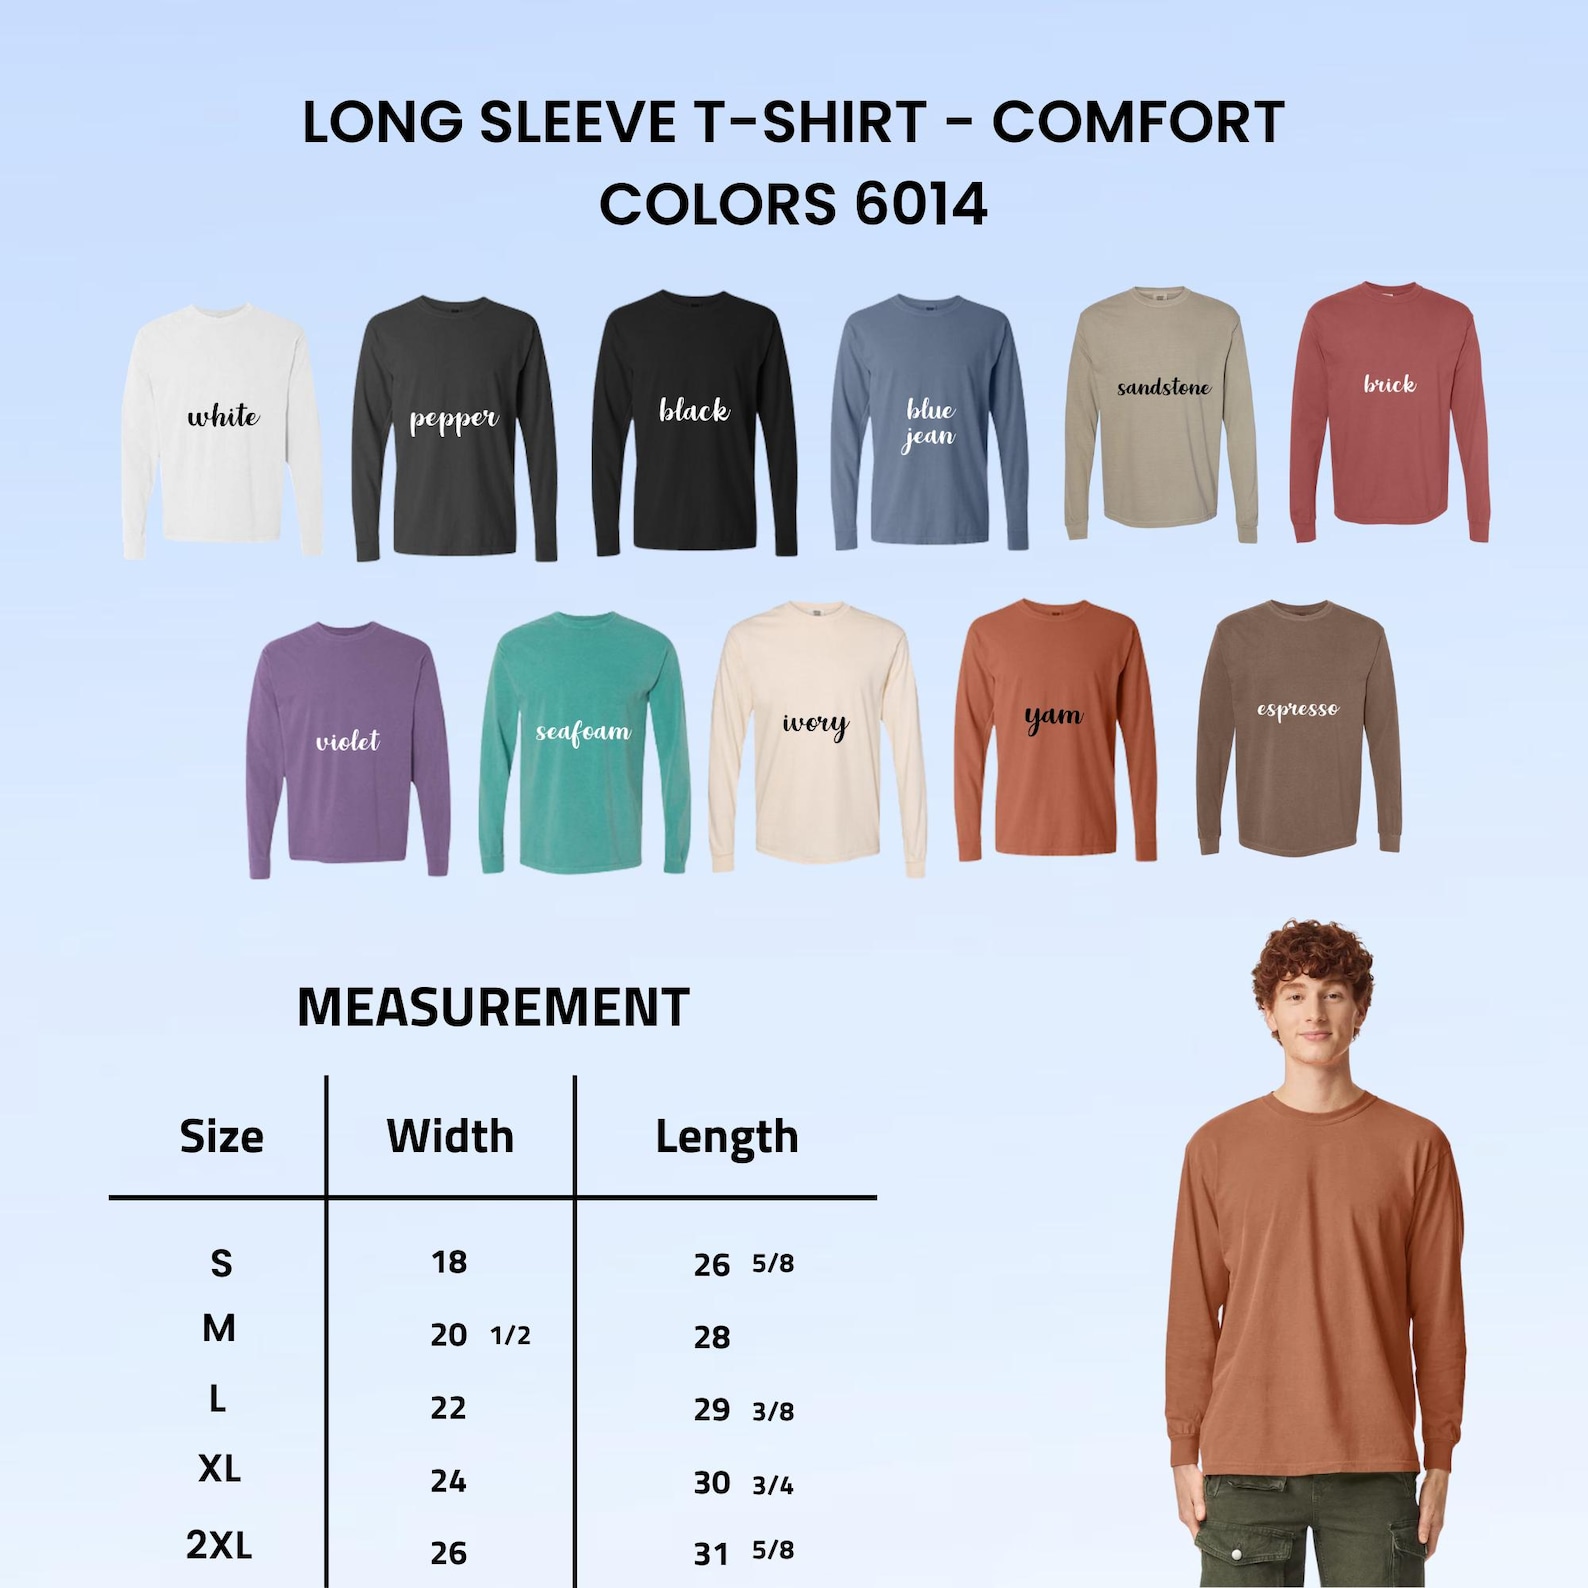 LONG SLEEVE T-SHIRT - COMFORT
COLORS 6014
white
pepper
black
blue
jean
sandstone
brick
violet
seafoam
ivory
yam
espresso
MEASUREMENT
Size Width Length
S 18 26 5/8
M 20 1/2 28
L 22 29 3/8
XL 24 30 3/4
2XL 26 31 5/8